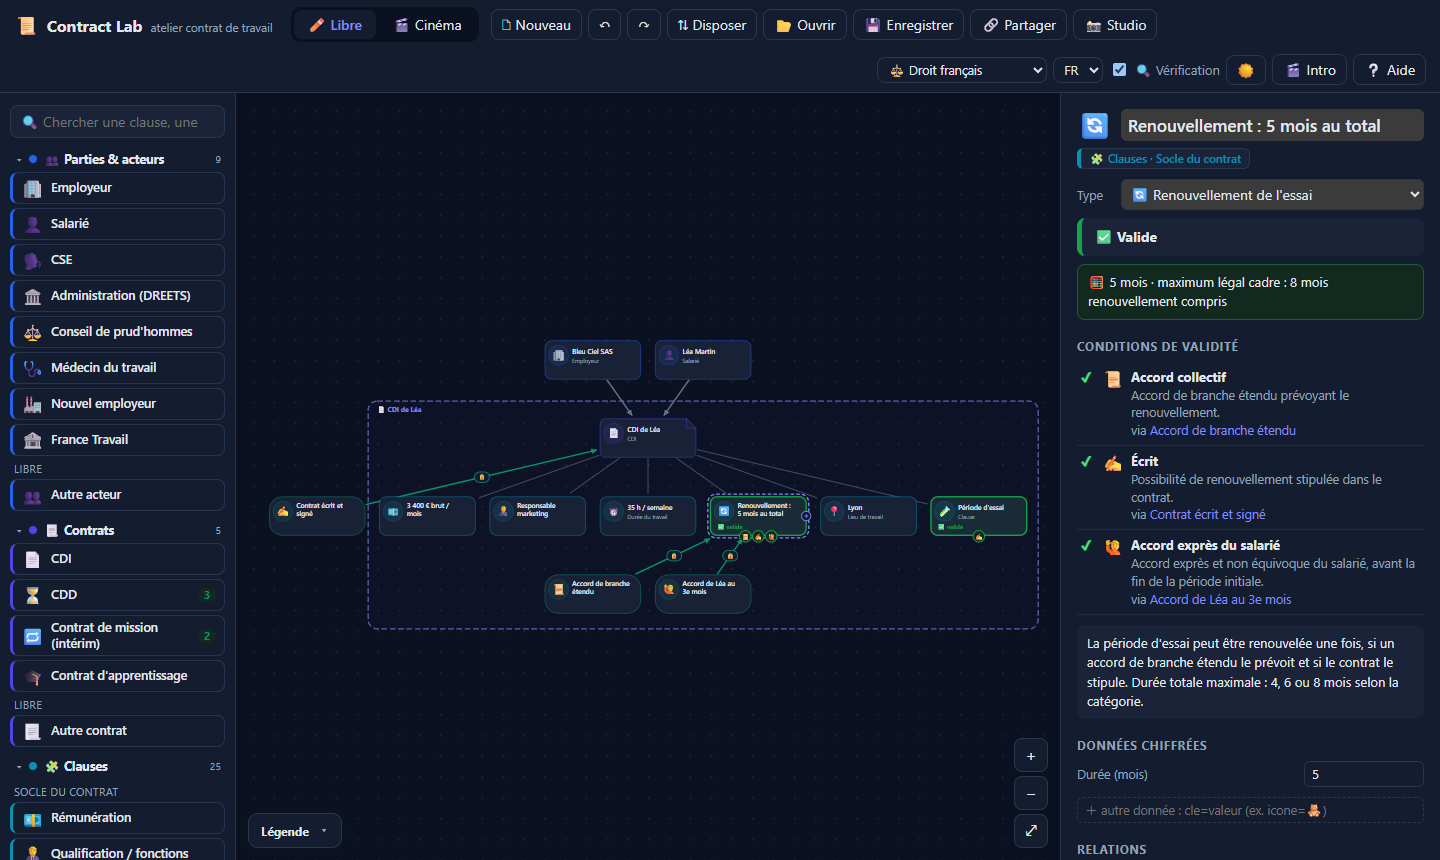 Contract Lab atelier contrat de travail
Libre
Cinéma
Nouveau
Disposer
Ouvrir
Enregistrer
Partager
Studio
Droit français
FR
Vérification
Intro
Aide
Chercher une clause, une
Parties & acteurs 9
Employeur
Salarié
CSE
Administration (DREETS)
Conseil de prud'hommes
Médecin du travail
Nouvel employeur
France Travail
LIBRE
Autre acteur
Contrats 5
CDI
CDD 3
Contrat de mission
(intérim) 2
Contrat d'apprentissage
LIBRE
Autre contrat
Clauses 25
SOCLE DU CONTRAT
Rémunération
Qualification / fonctions
Bleu Ciel SAS
Employeur
Léa Martin
Salarié
CDI de Léa
CDI de Léa
CDI
Contrat écrit et
signé
3 400 € brut /
mois
Responsable
marketing
35 h / semaine
Durée du travail
Renouvellement :
5 mois au total
valide
Lyon
Lieu de travail
Période d'essai
Clause
valide
Accord de branche
étendu
Accord de Léa au
3e mois
Légende
+
−
Renouvellement : 5 mois au total
Clauses · Socle du contrat
Type
Renouvellement de l'essai
Valide
5 mois · maximum légal cadre : 8 mois
renouvellement compris
CONDITIONS DE VALIDITÉ
Accord collectif
Accord de branche étendu prévoyant le
renouvellement.
via Accord de branche étendu
Écrit
Possibilité de renouvellement stipulée dans le
contrat.
via Contrat écrit et signé
Accord exprès du salarié
Accord exprès et non équivoque du salarié, avant la
fin de la période initiale.
via Accord de Léa au 3e mois
La période d'essai peut être renouvelée une fois, si un
accord de branche étendu le prévoit et si le contrat le
stipule. Durée totale maximale : 4, 6 ou 8 mois selon la
catégorie.
DONNÉES CHIFFRÉES
Durée (mois)
5
+ autre donnée : cle=valeur (ex. icone=🧸)
RELATIONS